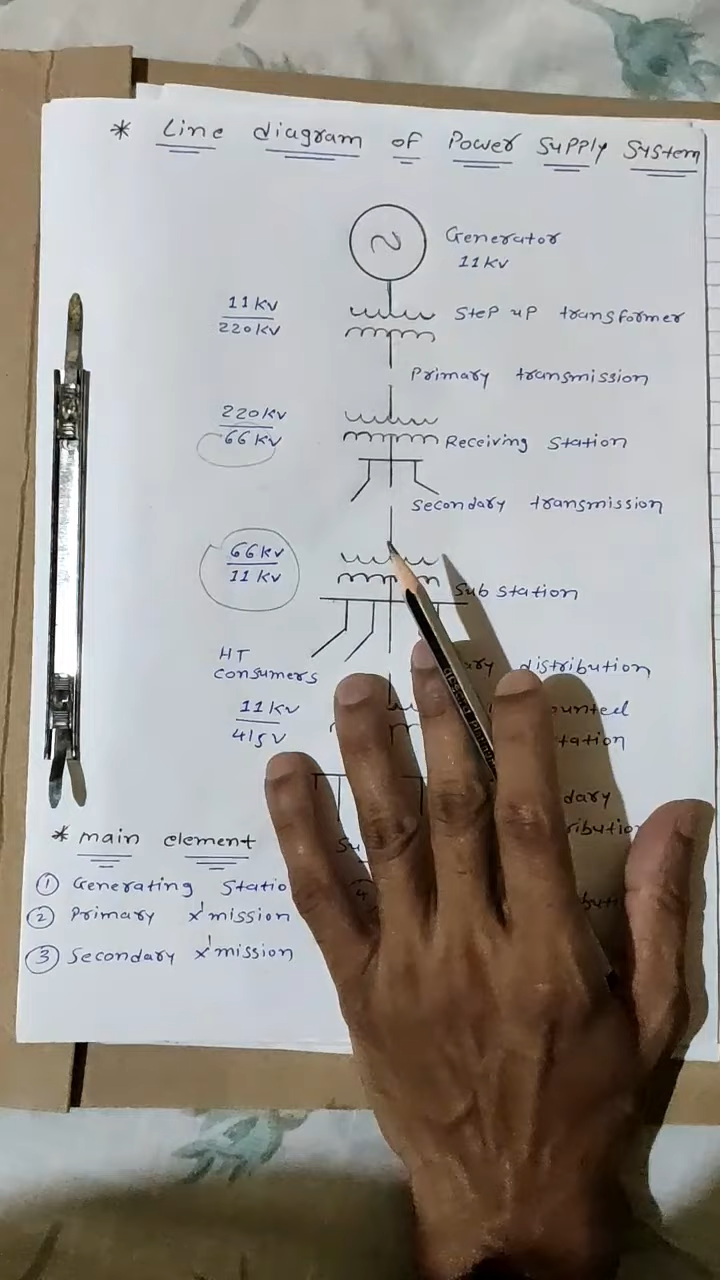 * Line diagram of Power Supply System
Generator
11 KV
11 KV
220 KV
Step up transformer
Primary transmission
220 KV
66 KV
Receiving Station
Secondary transmission
66 KV
11 KV
Sub station
HT
consumers
distribution
11 KV
415 V
* main element
① Generating Statio
② Primary x'mission
③ Secondary x'mission